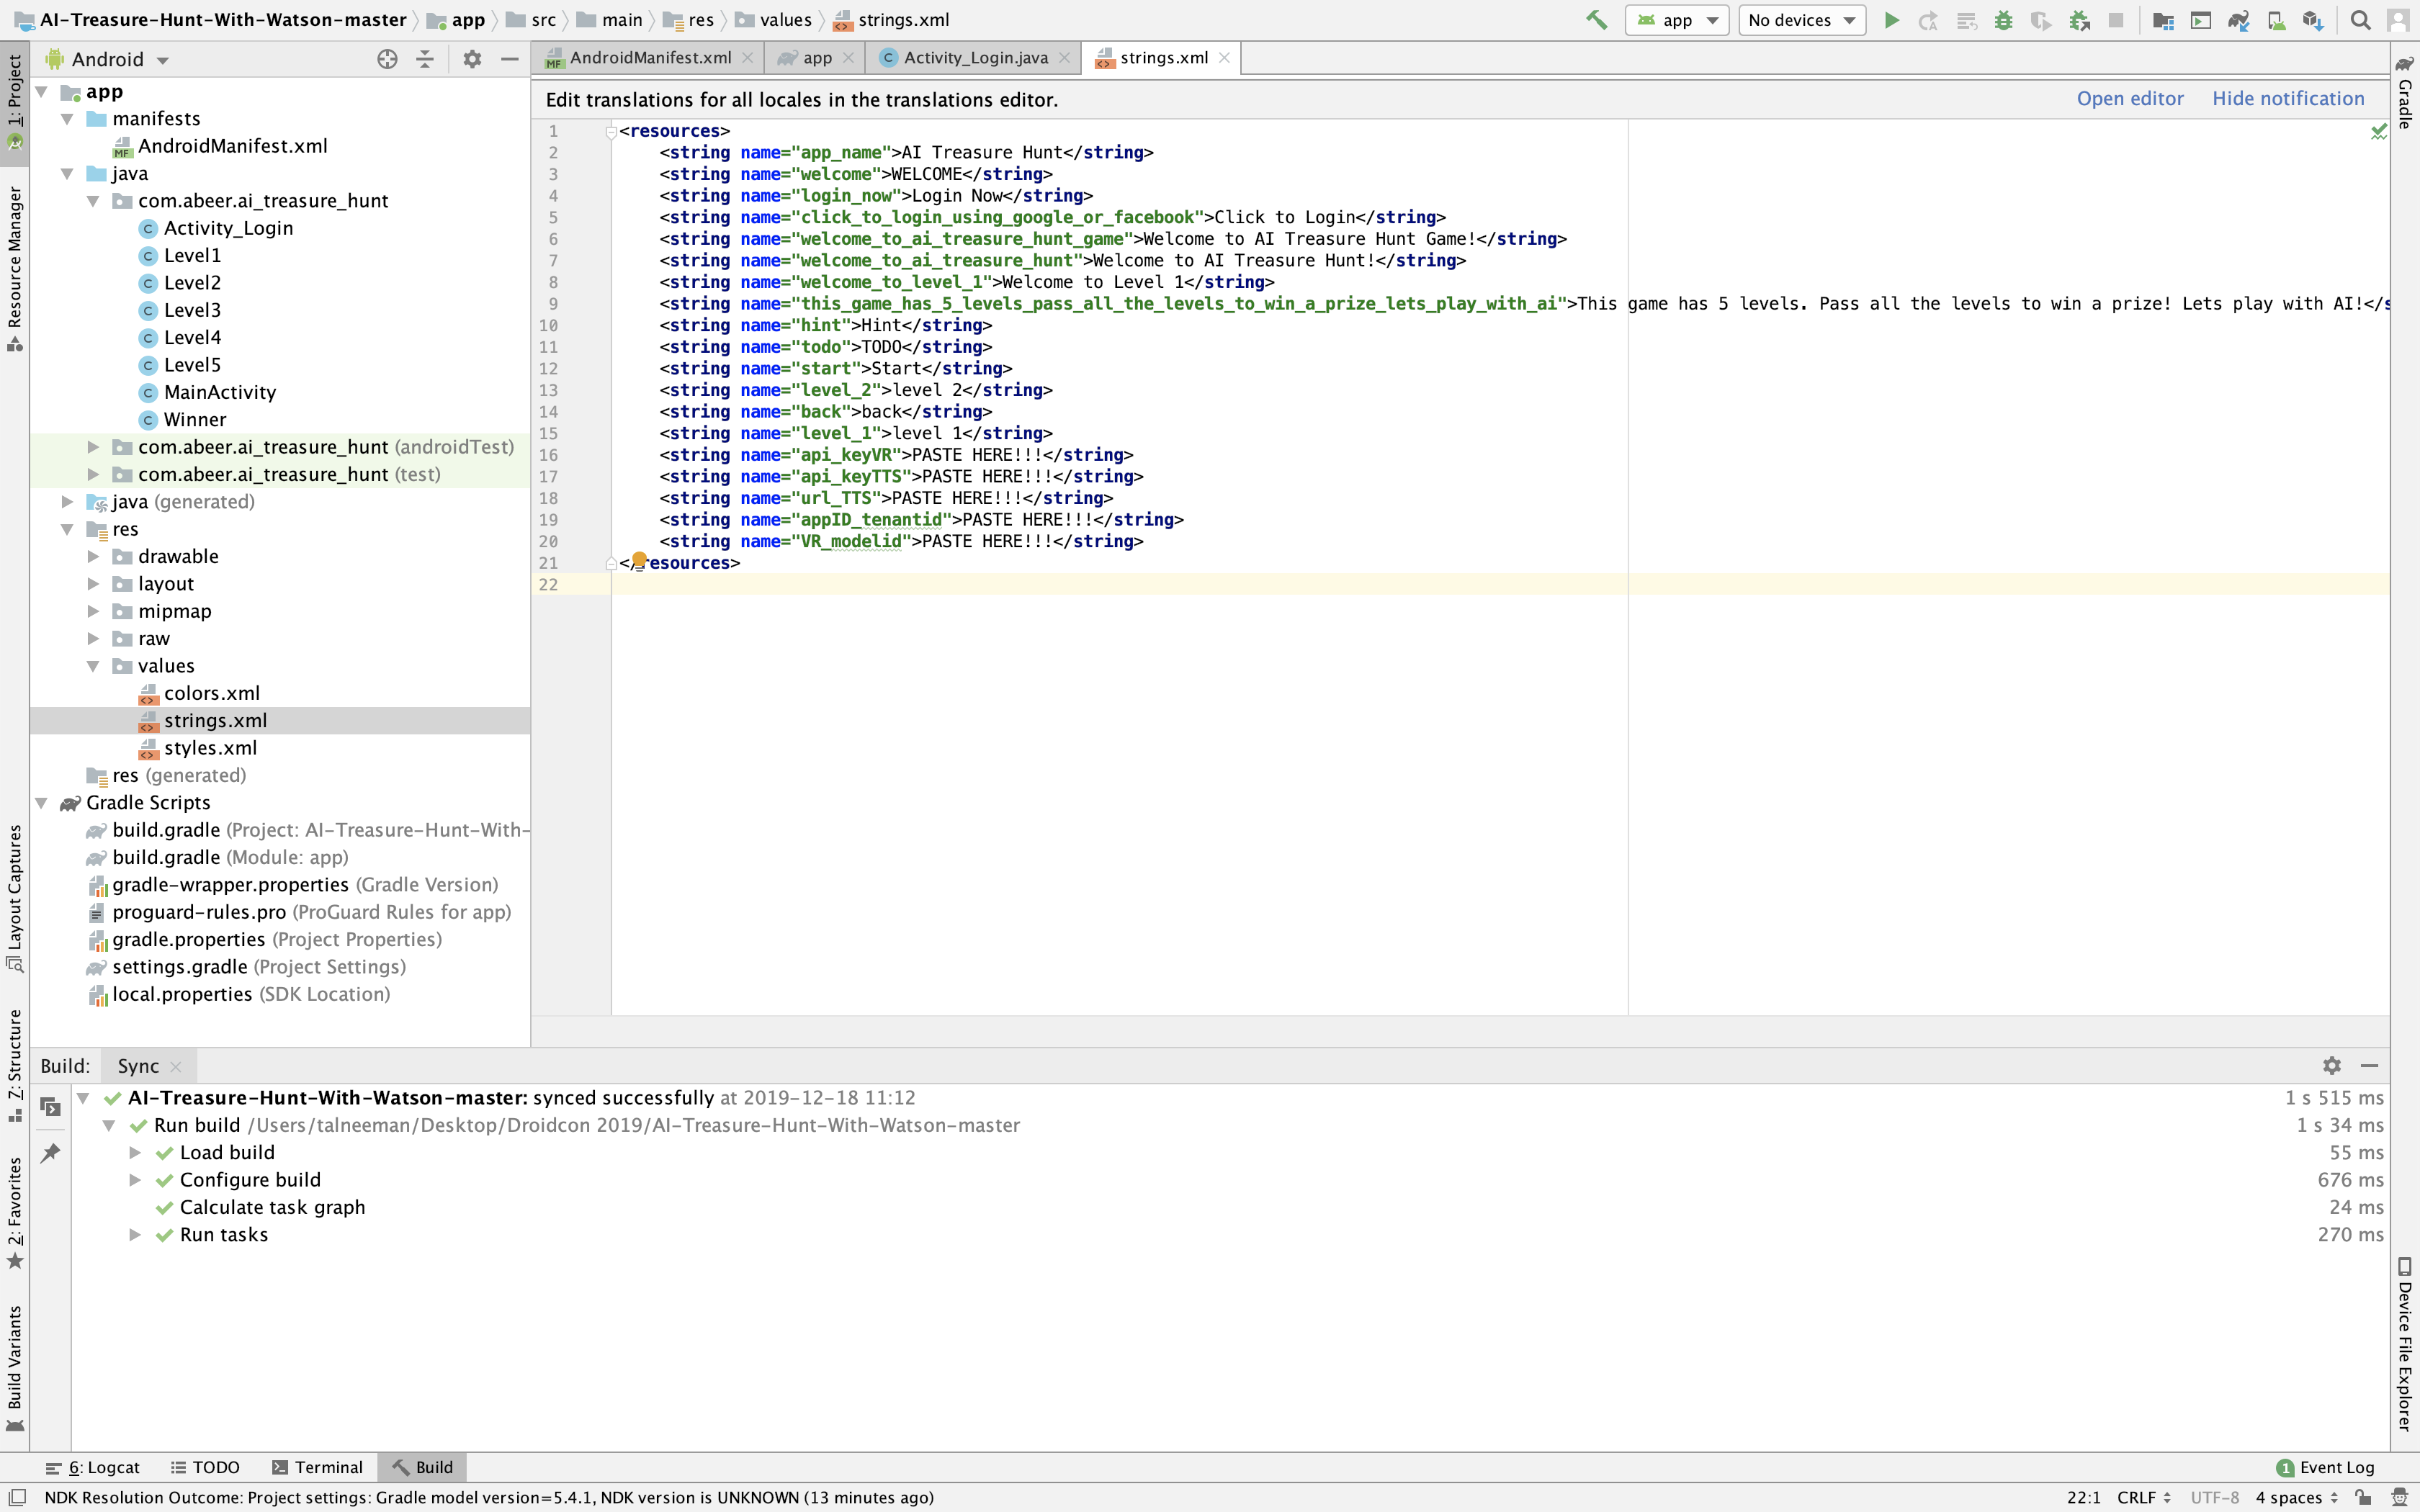 AI-Treasure-Hunt-With-Watson-master app src main res values strings.xml
app No devices
Android
AndroidManifest.xml app Activity_Login.java strings.xml
1: Project
Resource Manager
Layout Captures
7: Structure
2: Favorites
Build Variants
app
manifests
AndroidManifest.xml
java
com.abeer.ai_treasure_hunt
Activity_Login
Level1
Level2
Level3
Level4
Level5
MainActivity
Winner
com.abeer.ai_treasure_hunt (androidTest)
com.abeer.ai_treasure_hunt (test)
java (generated)
res
drawable
layout
mipmap
raw
values
colors.xml
strings.xml
styles.xml
res (generated)
Gradle Scripts
build.gradle (Project: AI-Treasure-Hunt-With-
build.gradle (Module: app)
gradle-wrapper.properties (Gradle Version)
proguard-rules.pro (ProGuard Rules for app)
gradle.properties (Project Properties)
settings.gradle (Project Settings)
local.properties (SDK Location)
Edit translations for all locales in the translations editor. Open editor Hide notification
1 <resources>
2 <string name="app_name">AI Treasure Hunt</string>
3 <string name="welcome">WELCOME</string>
4 <string name="login_now">Login Now</string>
5 <string name="click_to_login_using_google_or_facebook">Click to Login</string>
6 <string name="welcome_to_ai_treasure_hunt_game">Welcome to AI Treasure Hunt Game!</string>
7 <string name="welcome_to_ai_treasure_hunt">Welcome to AI Treasure Hunt!</string>
8 <string name="welcome_to_level_1">Welcome to Level 1</string>
9 <string name="this_game_has_5_levels_pass_all_the_levels_to_win_a_prize_lets_play_with_ai">This game has 5 levels. Pass all the levels to win a prize! Lets play with AI!</s
10 <string name="hint">Hint</string>
11 <string name="todo">TODO</string>
12 <string name="start">Start</string>
13 <string name="level_2">level 2</string>
14 <string name="back">back</string>
15 <string name="level_1">level 1</string>
16 <string name="api_keyVR">PASTE HERE!!!</string>
17 <string name="api_keyTTS">PASTE HERE!!!</string>
18 <string name="url_TTS">PASTE HERE!!!</string>
19 <string name="appID_tenantid">PASTE HERE!!!</string>
20 <string name="VR_modelid">PASTE HERE!!!</string>
21 </resources>
22
Gradle
Device File Explorer
Build: Sync
AI-Treasure-Hunt-With-Watson-master: synced successfully at 2019-12-18 11:12 1 s 515 ms
Run build /Users/talneeman/Desktop/Droidcon 2019/AI-Treasure-Hunt-With-Watson-master 1 s 34 ms
Load build 55 ms
Configure build 676 ms
Calculate task graph 24 ms
Run tasks 270 ms
6: Logcat TODO Terminal Build 1 Event Log
NDK Resolution Outcome: Project settings: Gradle model version=5.4.1, NDK version is UNKNOWN (13 minutes ago) 22:1 CRLF UTF-8 4 spaces